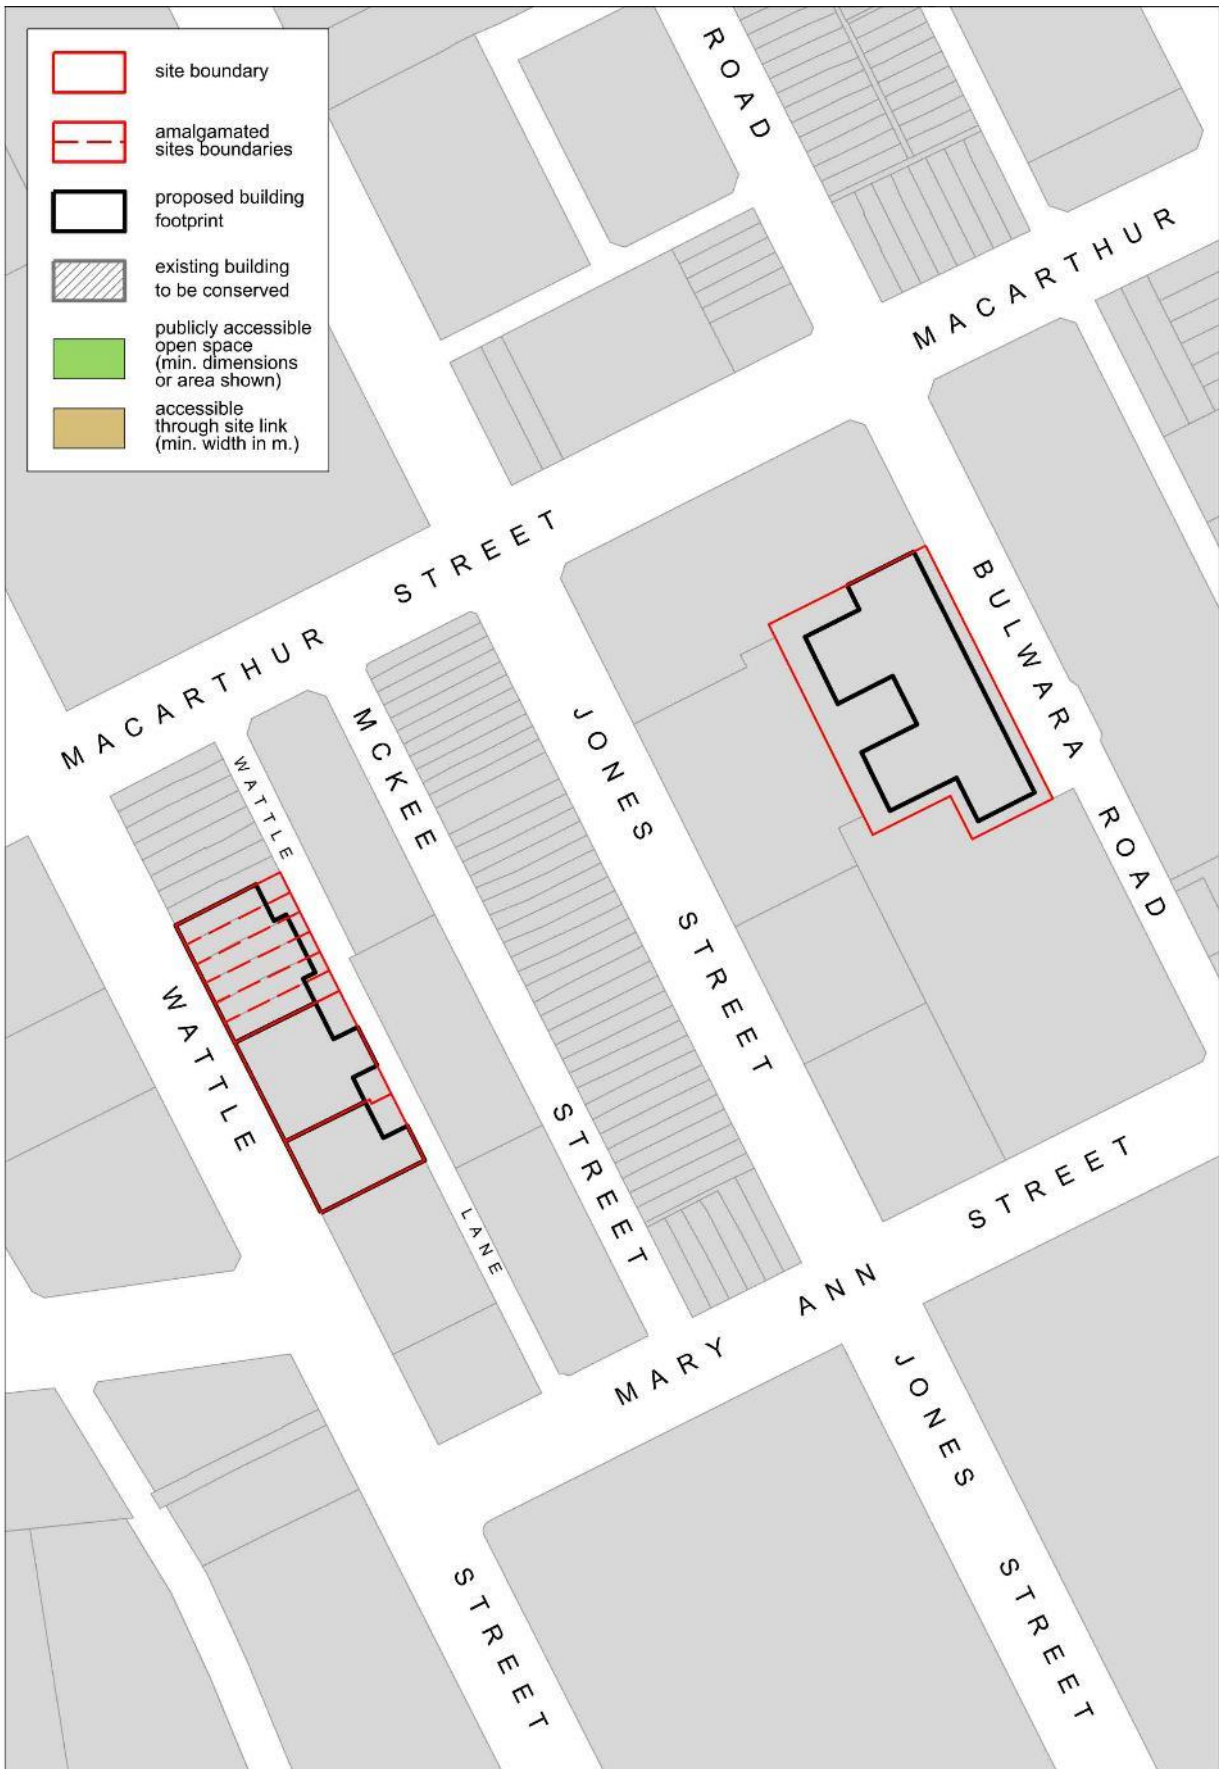 site boundary
amalgamated
sites boundaries
proposed building
footprint
existing building
to be conserved
publicly accessible
open space
(min. dimensions
or area shown)
accessible
through site link
(min. width in m.)
ROAD
MACARTHUR
MACARTHUR STREET
BULWARA ROAD
WATTLE LANE
MCKEE STREET
JONES STREET
WATTLE STREET
MARY ANN STREET
JONES STREET